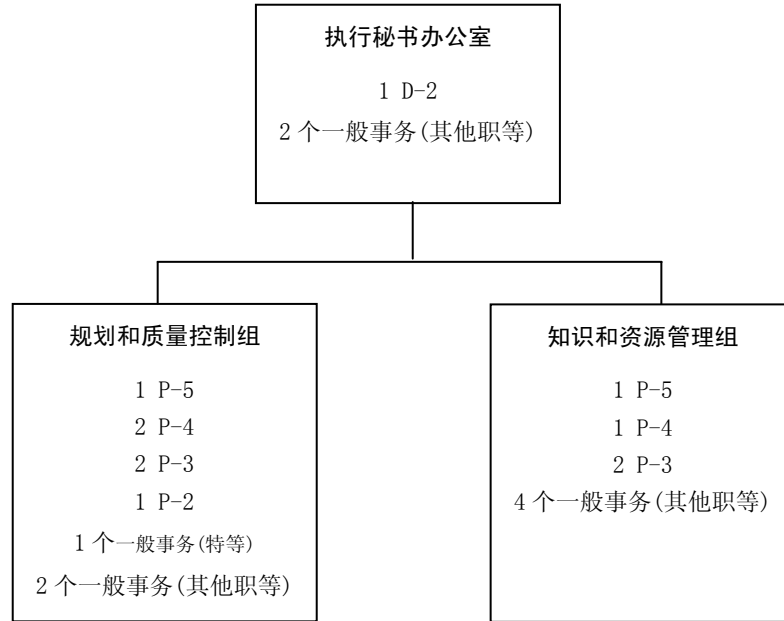 执行秘书办公室
1 D-2
2个一般事务(其他职等)
规划和质量控制组
1 P-5
2 P-4
2 P-3
1 P-2
1个一般事务(特等)
2个一般事务(其他职等)
知识和资源管理组
1 P-5
1 P-4
2 P-3
4个一般事务(其他职等)